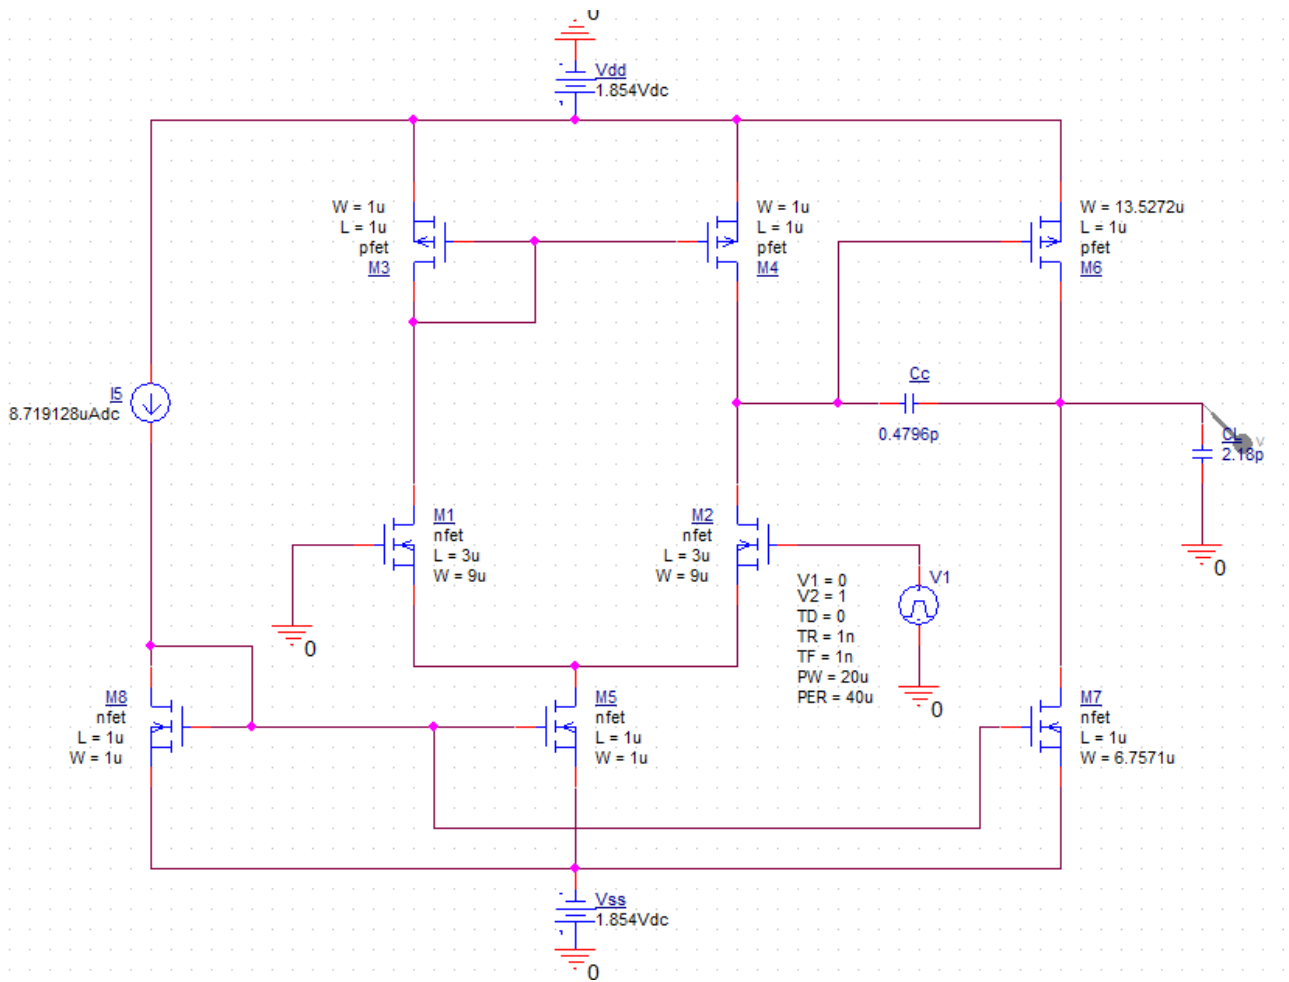 0
Vdd
1.854Vdc
W = 1u
L = 1u
pfet
M3
W = 1u
L = 1u
pfet
M4
W = 13.5272u
L = 1u
pfet
M6
I5
8.719128uAdc
Cc
0.4796p
CL
2.18p
V
0
M1
nfet
L = 3u
W = 9u
M2
nfet
L = 3u
W = 9u
0
V1
V1 = 0
V2 = 1
TD = 0
TR = 1n
TF = 1n
PW = 20u
PER = 40u
0
M8
nfet
L = 1u
W = 1u
M5
nfet
L = 1u
W = 1u
M7
nfet
L = 1u
W = 6.7571u
Vss
1.854Vdc
0